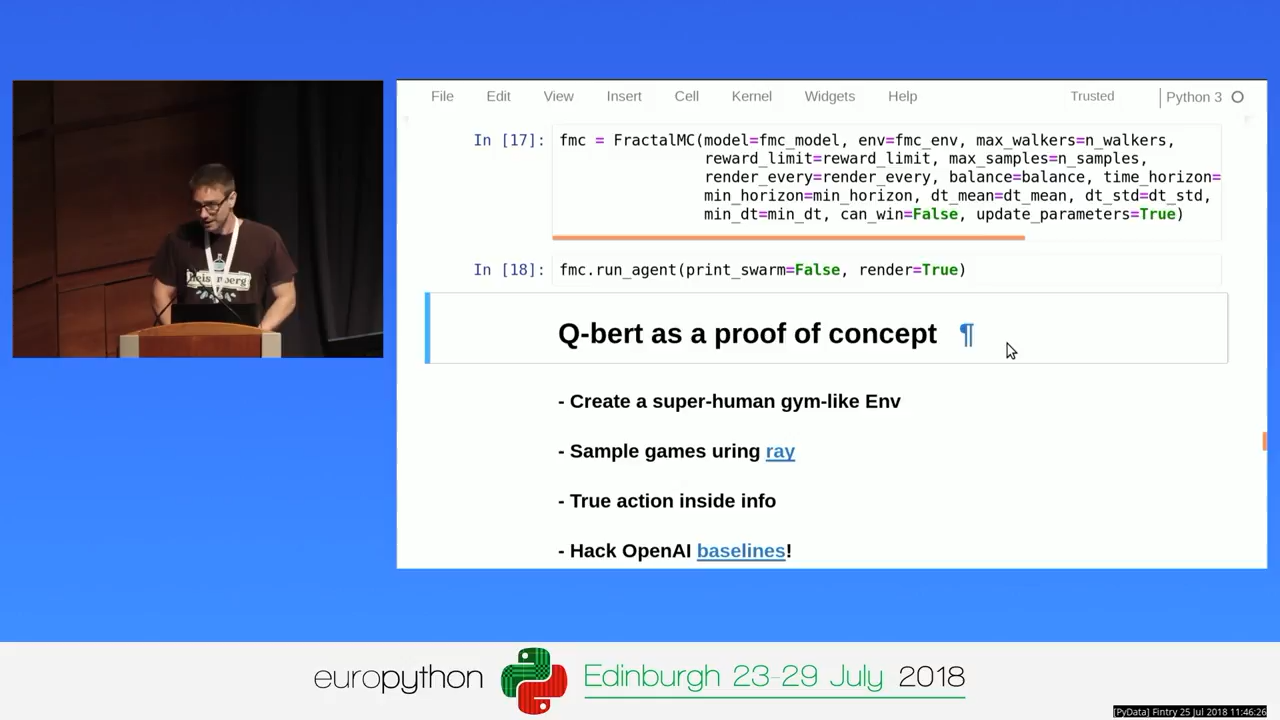 File Edit View Insert Cell Kernel Widgets Help Trusted Python 3
In [17]: fmc = FractalMC(model=fmc_model, env=fmc_env, max_walkers=n_walkers,
reward_limit=reward_limit, max_samples=n_samples,
render_every=render_every, balance=balance, time_horizon=
min_horizon=min_horizon, dt_mean=dt_mean, dt_std=dt_std,
min_dt=min_dt, can_win=False, update_parameters=True)
In [18]: fmc.run_agent(print_swarm=False, render=True)
Q-bert as a proof of concept ¶
- Create a super-human gym-like Env
- Sample games uring ray
- True action inside info
- Hack OpenAI baselines!
europython Edinburgh 23-29 July 2018
[PyData] Fintry 25 Jul 2018 11:46:26